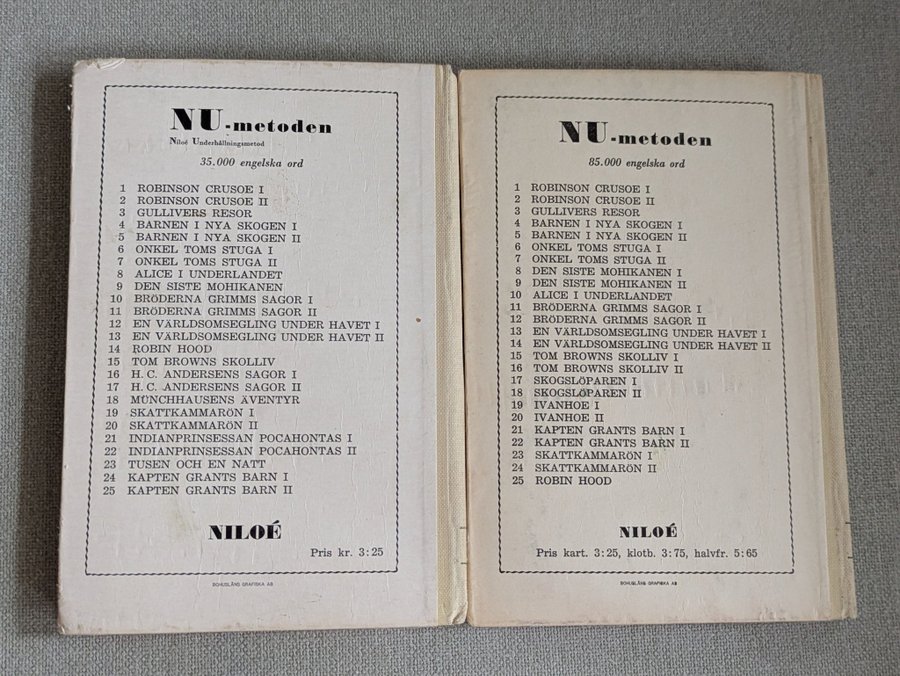 NU-metoden
Niloé Underhållningsmetod
35.000 engelska ord
1 ROBINSON CRUSOE I
2 ROBINSON CRUSOE II
3 GULLIVERS RESOR
4 BARNEN I NYA SKOGEN I
5 BARNEN I NYA SKOGEN II
6 ONKEL TOMS STUGA I
7 ONKEL TOMS STUGA II
8 ALICE I UNDERLANDET
9 DEN SISTE MOHIKANEN
10 BRÖDERNA GRIMMS SAGOR I
11 BRÖDERNA GRIMMS SAGOR II
12 EN VÄRLDSOMSEGLING UNDER HAVET I
13 EN VÄRLDSOMSEGLING UNDER HAVET II
14 ROBIN HOOD
15 TOM BROWNS SKOLLIV
16 H. C. ANDERSENS SAGOR I
17 H. C. ANDERSENS SAGOR II
18 MÜNCHHAUSENS ÄVENTYR
19 SKATTKAMMARÖN I
20 SKATTKAMMARÖN II
21 INDIANPRINSESSAN POCAHONTAS I
22 INDIANPRINSESSAN POCAHONTAS II
23 TUSEN OCH EN NATT
24 KAPTEN GRANTS BARN I
25 KAPTEN GRANTS BARN II
NILOÉ
Pris kr. 3:25
BOHUSLÄNS GRAFISKA AB
NU-metoden
85.000 engelska ord
1 ROBINSON CRUSOE I
2 ROBINSON CRUSOE II
3 GULLIVERS RESOR
4 BARNEN I NYA SKOGEN I
5 BARNEN I NYA SKOGEN II
6 ONKEL TOMS STUGA I
7 ONKEL TOMS STUGA II
8 DEN SISTE MOHIKANEN I
9 DEN SISTE MOHIKANEN II
10 ALICE I UNDERLANDET
11 BRÖDERNA GRIMMS SAGOR I
12 BRÖDERNA GRIMMS SAGOR II
13 EN VÄRLDSOMSEGLING UNDER HAVET I
14 EN VÄRLDSOMSEGLING UNDER HAVET II
15 TOM BROWNS SKOLLIV I
16 TOM BROWNS SKOLLIV II
17 SKOGSLÖPAREN I
18 SKOGSLÖPAREN II
19 IVANHOE I
20 IVANHOE II
21 KAPTEN GRANTS BARN I
22 KAPTEN GRANTS BARN II
23 SKATTKAMMARÖN I
24 SKATTKAMMARÖN II
25 ROBIN HOOD
NILOÉ
Pris kart. 3:25, klotb. 3:75, halvfr. 5:65
BOHUSLÄNS GRAFISKA AB